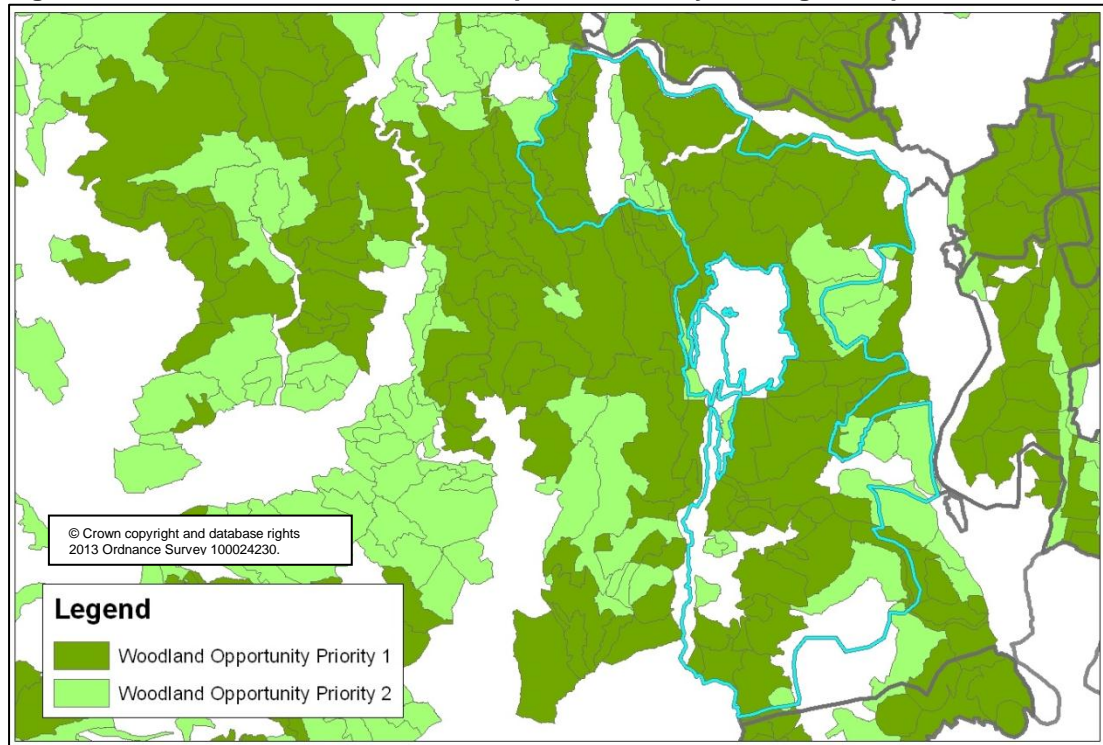 © Crown copyright and database rights
2013 Ordnance Survey 100024230.
Legend
Woodland Opportunity Priority 1
Woodland Opportunity Priority 2